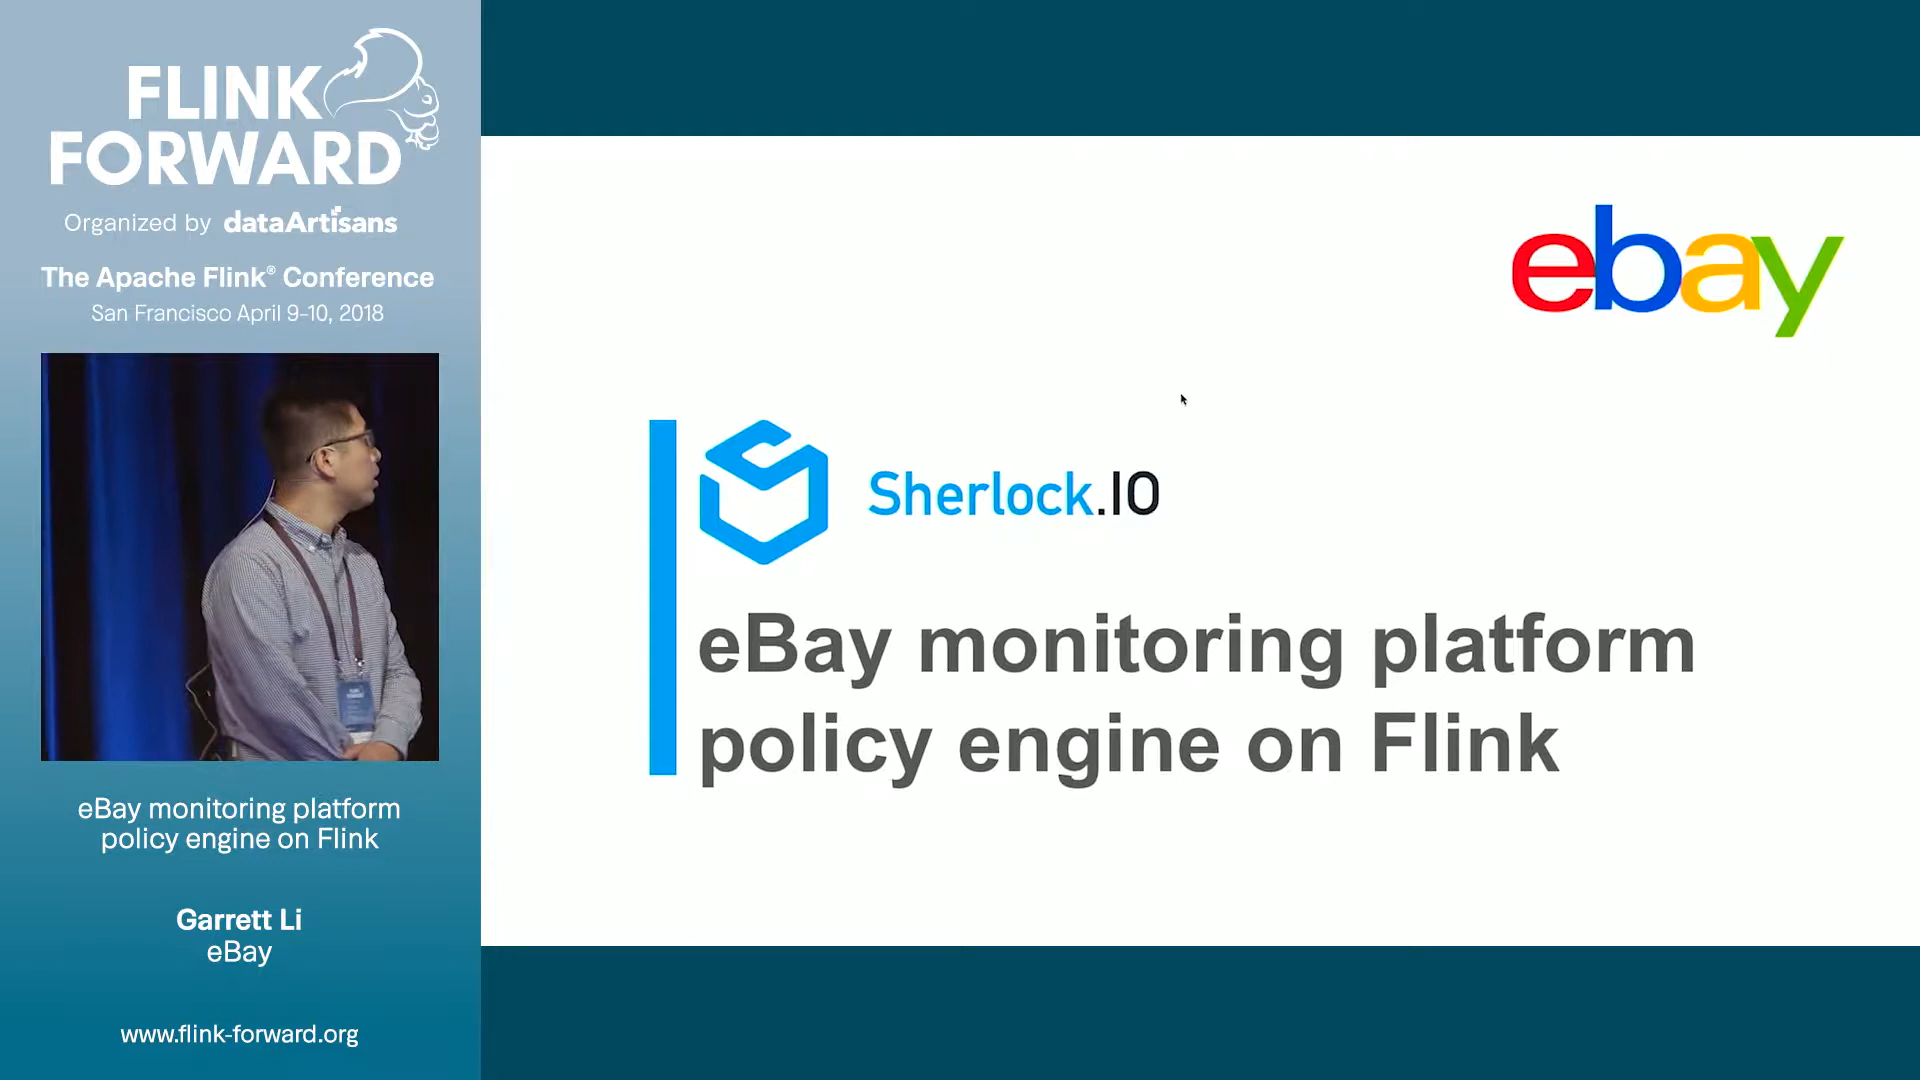 FLINK
FORWARD
Organized by dataArtisans
The Apache Flink® Conference
San Francisco April 9-10, 2018
eBay monitoring platform
policy engine on Flink
Garrett Li
eBay
www.flink-forward.org
ebay
Sherlock.IO
eBay monitoring platform
policy engine on Flink